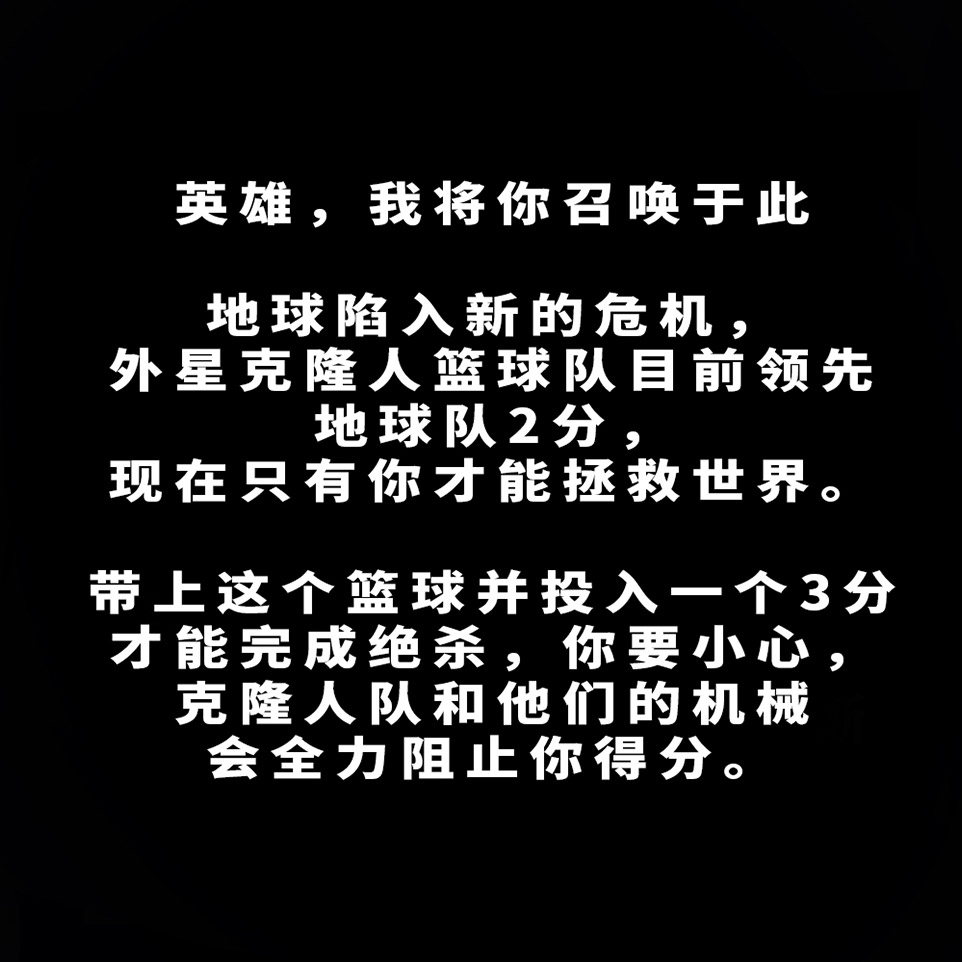 英雄，我将你召唤于此
地球陷入新的危机，
外星克隆人篮球队目前领先
地球队2分，
现在只有你才能拯救世界。
带上这个篮球并投入一个3分
才能完成绝杀，你要小心，
克隆人队和他们的机械
会全力阻止你得分。